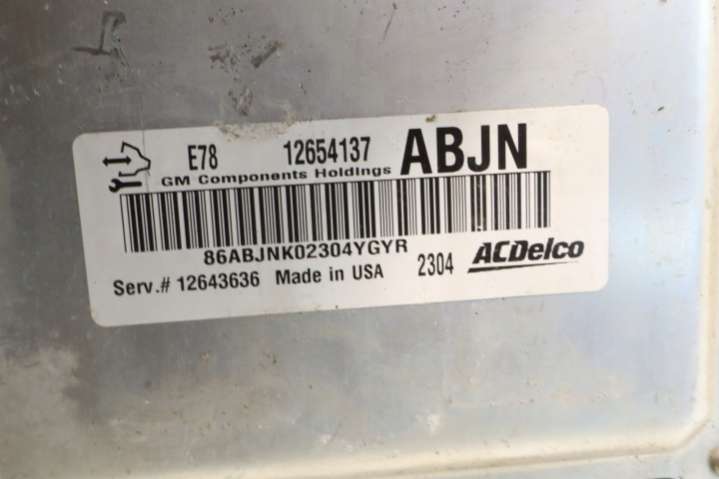 E78 12654137 ABJN
GM Components Holdings
86ABJNK02304YGYR
Serv.# 12643636 Made in USA 2304 ACDelco